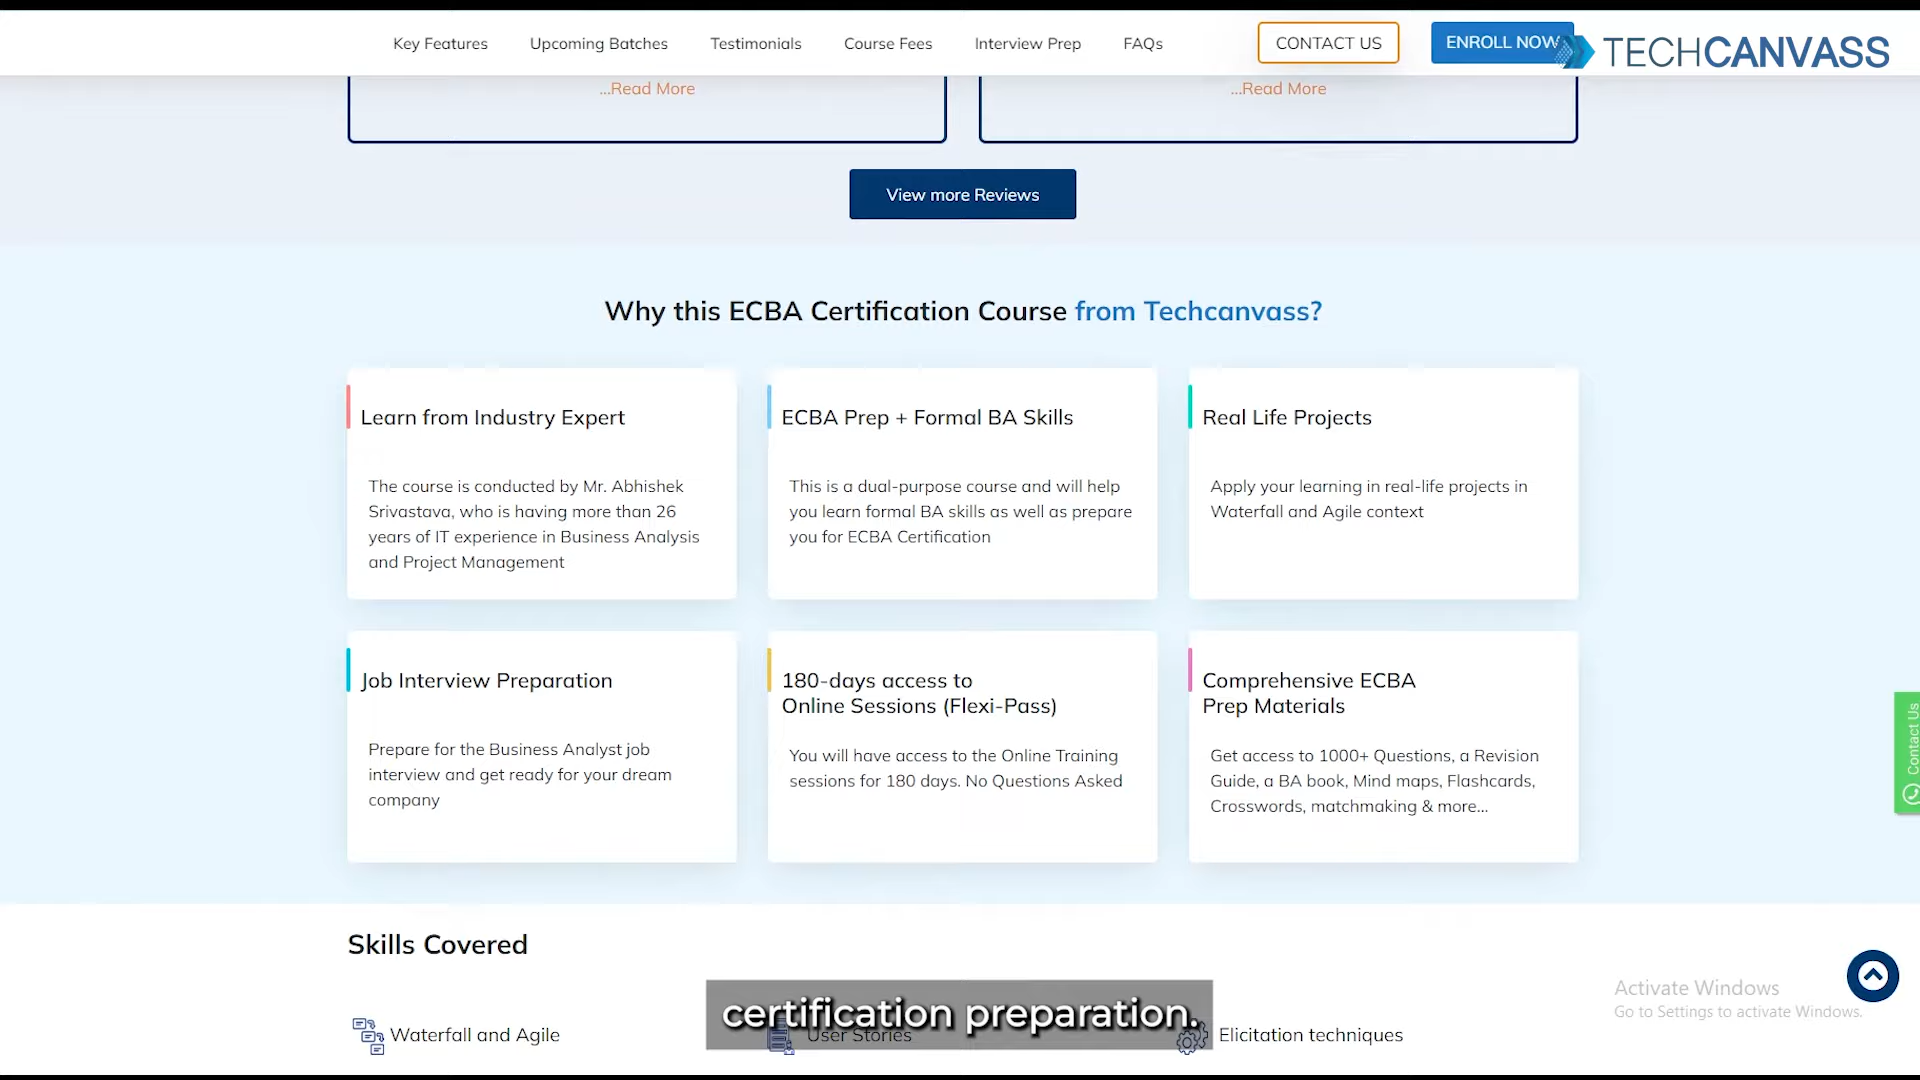 Key Features Upcoming Batches Testimonials Course Fees Interview Prep FAQs CONTACT US ENROLL NOW TECHCANVASS
...Read More ...Read More
View more Reviews
Why this ECBA Certification Course from Techcanvass?
Learn from Industry Expert
The course is conducted by Mr. Abhishek
Srivastava, who is having more than 26
years of IT experience in Business Analysis
and Project Management
ECBA Prep + Formal BA Skills
This is a dual-purpose course and will help
you learn formal BA skills as well as prepare
you for ECBA Certification
Real Life Projects
Apply your learning in real-life projects in
Waterfall and Agile context
Job Interview Preparation
Prepare for the Business Analyst job
interview and get ready for your dream
company
180-days access to
Online Sessions (Flexi-Pass)
You will have access to the Online Training
sessions for 180 days. No Questions Asked
Comprehensive ECBA
Prep Materials
Get access to 1000+ Questions, a Revision
Guide, a BA book, Mind maps, Flashcards,
Crosswords, matchmaking & more...
Contact Us
Skills Covered
Activate Windows
Go to Settings to activate Windows.
certification preparation.
Waterfall and Agile User Stories Elicitation techniques